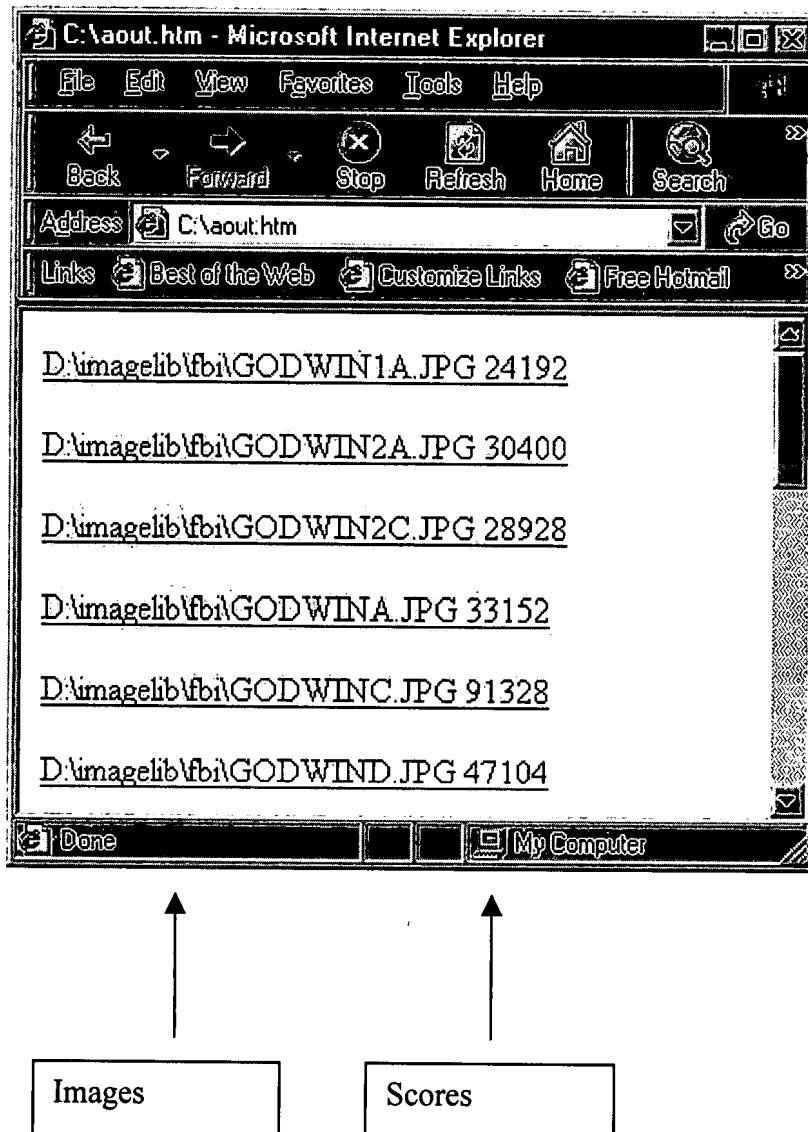 C:\aout.htm - Microsoft Internet Explorer
File Edit View Favorites Tools Help
Back Forward Stop Refresh Home Search »
Address C:\aout.htm Go
Links Best of the Web Customize Links Free Hotmail »
D:\imagelib\fbi\GODWIN1A.JPG 24192
D:\imagelib\fbi\GODWIN2A.JPG 30400
D:\imagelib\fbi\GODWIN2C.JPG 28928
D:\imagelib\fbi\GODWINA.JPG 33152
D:\imagelib\fbi\GODWINC.JPG 91328
D:\imagelib\fbi\GODWIND.JPG 47104
Done My Computer
Images Scores